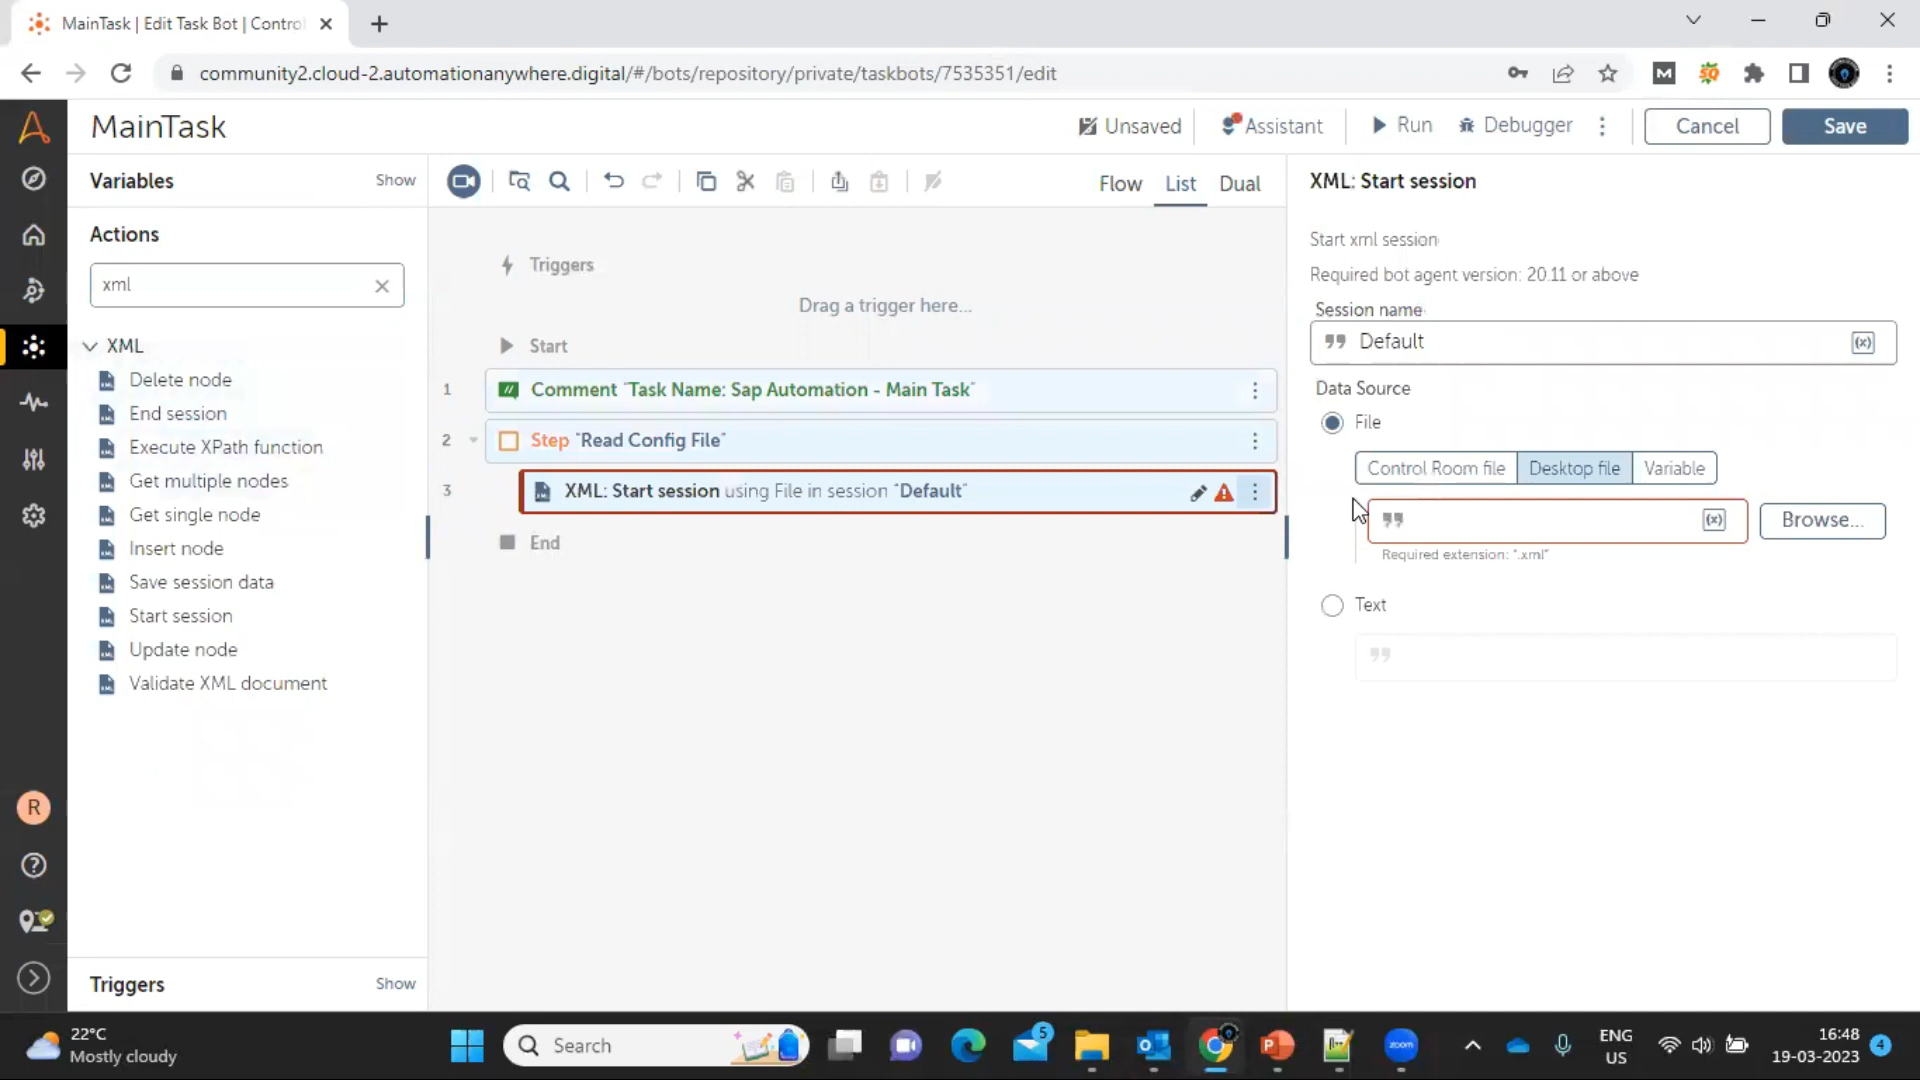 MainTask | Edit Task Bot | Contro
community2.cloud-2.automationanywhere.digital/#/bots/repository/private/taskbots/7535351/edit
MainTask
Unsaved
Assistant
Run
Debugger
Cancel
Save
Variables
Show
Flow
List
Dual
XML: Start session
Actions
xml
XML
Delete node
End session
Execute XPath function
Get multiple nodes
Get single node
Insert node
Save session data
Start session
Update node
Validate XML document
Triggers
Show
Triggers
Drag a trigger here...
Start
1
Comment "Task Name: Sap Automation - Main Task"
2
Step "Read Config File"
3
XML: Start session using File in session "Default"
End
Start xml session
Required bot agent version: 20.11 or above
Session name
Default
(x)
Data Source
File
Control Room file
Desktop file
Variable
(x)
Browse...
Required extension: ".xml"
Text
R
22°C
Mostly cloudy
Search
5
zoom
ENG
US
16:48
19-03-2023
4